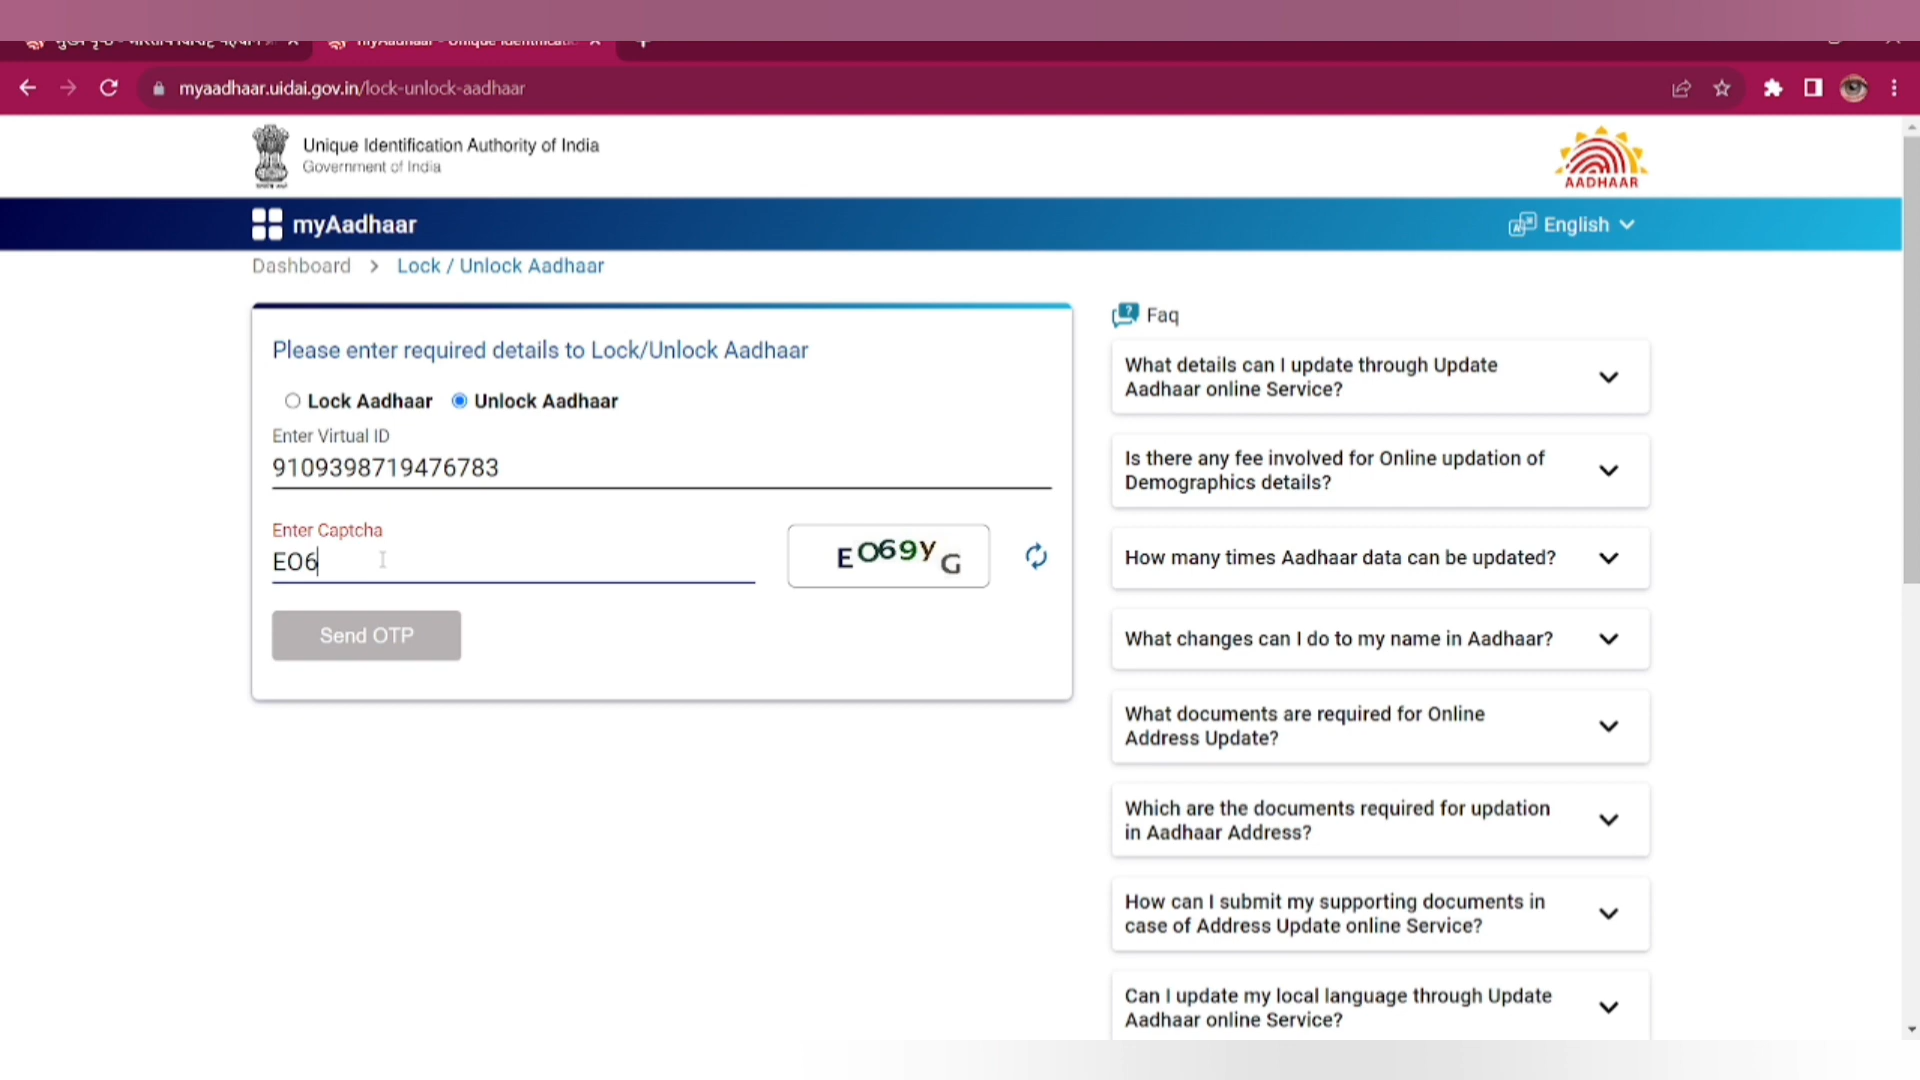 myaadhaar.uidai.gov.in/lock-unlock-aadhaar
Unique Identification Authority of India
Government of India
AADHAAR
myAadhaar
English
Dashboard > Lock / Unlock Aadhaar
Please enter required details to Lock/Unlock Aadhaar
Lock Aadhaar Unlock Aadhaar
Enter Virtual ID
9109398719476783
Enter Captcha
EO6
EO69yG
Send OTP
Faq
What details can I update through Update
Aadhaar online Service?
Is there any fee involved for Online updation of
Demographics details?
How many times Aadhaar data can be updated?
What changes can I do to my name in Aadhaar?
What documents are required for Online
Address Update?
Which are the documents required for updation
in Aadhaar Address?
How can I submit my supporting documents in
case of Address Update online Service?
Can I update my local language through Update
Aadhaar online Service?